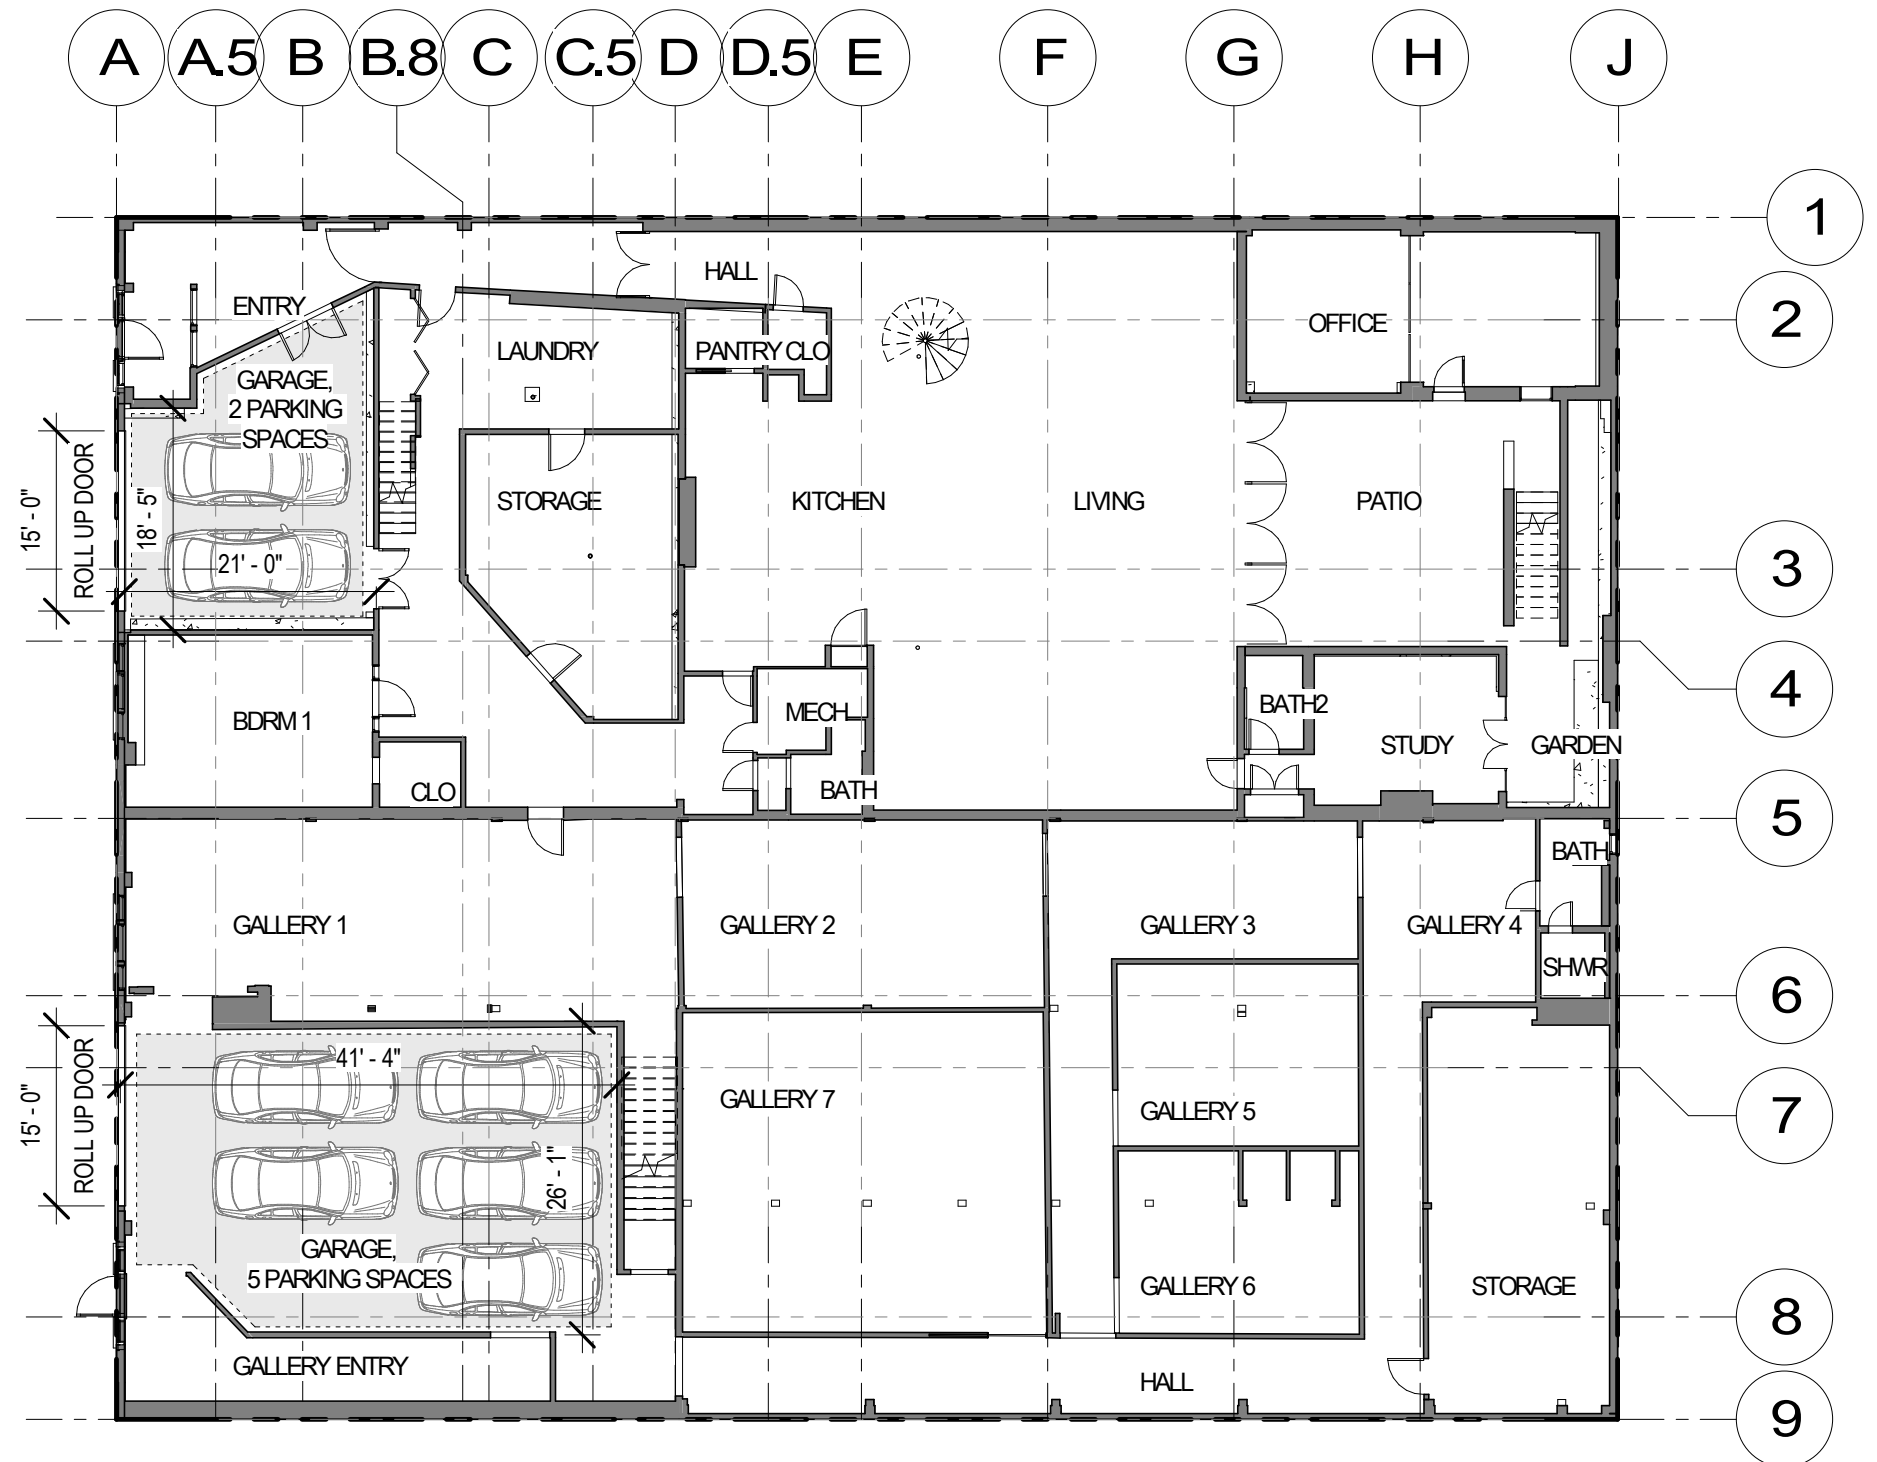 A
A.5
B
B.8
C
C.5
D
D.5
E
F
G
H
J
1
HALL
ENTRY
2
OFFICE
LAUNDRY
PANTRY
CLO
GARAGE,
2 PARKING
SPACES
ROLL UP DOOR
15' - 0"
18' - 5"
STORAGE
KITCHEN
LIVING
PATIO
21' - 0"
3
4
BATH2
MECH
BDRM 1
STUDY
GARDEN
CLO
BATH
5
BATH
GALLERY 1
GALLERY 2
GALLERY 3
GALLERY 4
SHWR
6
41' - 4"
ROLL UP DOOR
15' - 0"
GALLERY 7
GALLERY 5
7
26' - 1"
GARAGE,
5 PARKING SPACES
GALLERY 6
STORAGE
8
GALLERY ENTRY
HALL
9